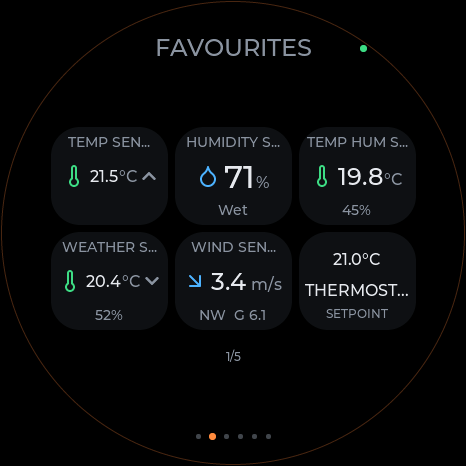 FAVOURITES
TEMP SEN...
21.5°C
HUMIDITY S...
71%
Wet
TEMP HUM S...
19.8°C
45%
WEATHER S...
20.4°C
52%
WIND SEN...
3.4 m/s
NW G 6.1
21.0°C
THERMOST...
SETPOINT
1/5